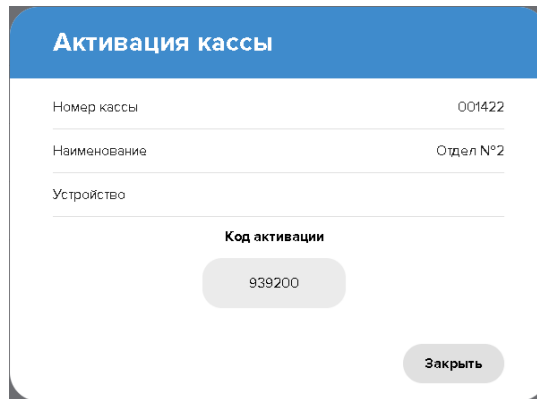 Активация кассы
Номер кассы 001422
Наименование Отдел №2
Устройство
Код активации
939200
Закрыть